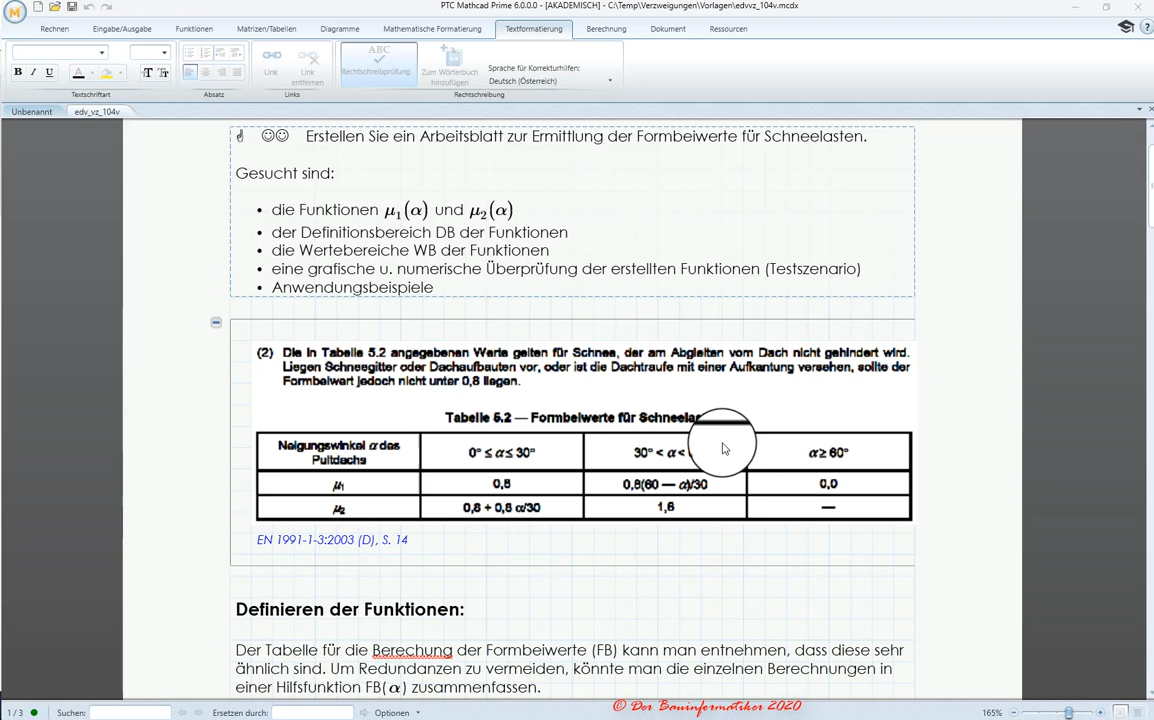 PTC Mathcad Prime 6.0.0.0 - [AKADEMISCH] C:\Temp\Verzweigungen\Vorlagen\edvvz_104v.mcdx
Rechnen Eingabe/Ausgabe Funktionen Matrizen/Tabellen Diagramme Mathematische Formatierung Textformatierung Berechnung Dokument Ressourcen
Link
Link entfernen
ABC
Rechtschreibprüfung
Zum Wörterbuch hinzufügen
Sprache für Korrekturhilfen:
Deutsch (Österreich)
B I U A
Textschriftart Absatz Links Rechtschreibung
Unbenannt edv_vz_104v
Erstellen Sie ein Arbeitsblatt zur Ermittlung der Formbeiwerte für Schneelasten.
Gesucht sind:
• die Funktionen μ₁(α) und μ₂(α)
• der Definitionsbereich DB der Funktionen
• die Wertebereiche WB der Funktionen
• eine grafische u. numerische Überprüfung der erstellten Funktionen (Testszenario)
• Anwendungsbeispiele
(2) Die in Tabelle 5.2 angegebenen Werte gelten für Schnee, der am Abgleiten vom Dach nicht gehindert wird.
Liegen Schneegitter oder Dachaufbauten vor, oder ist die Dachtraufe mit einer Aufkantung versehen, sollte der
Formbeiwert jedoch nicht unter 0,8 liegen.
Tabelle 5.2 — Formbeiwerte für
Neigungswinkel α des Pultdachs 0° ≤ α ≤ 30° 30° < α < α ≥ 60°
μ₁ 0,8 0,8(60 — α)/30 0,0
μ₂ 0,8 + 0,8 α/30 1,6 —
EN 1991-1-3:2003 (D), S. 14
Definieren der Funktionen:
Der Tabelle für die Berechung der Formbeiwerte (FB) kann man entnehmen, dass diese sehr
ähnlich sind. Um Redundanzen zu vermeiden, könnte man die einzelnen Berechnungen in
einer Hilfsfunktion FB(α) zusammenfassen.
© Der Bauinformatiker 2020
1 / 3 Suchen: Ersetzen durch: Optionen 165%